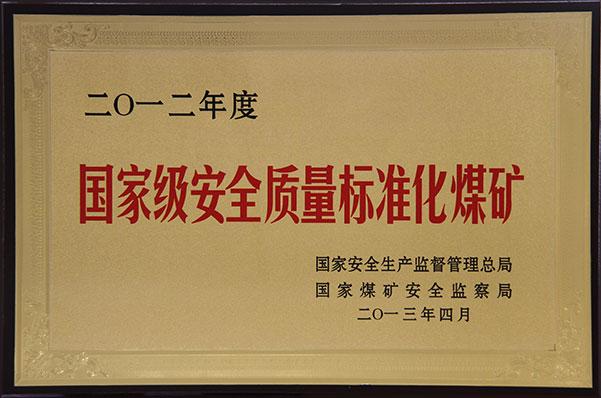 二〇一二年度
国家级安全质量标准化煤矿
国家安全生产监督管理总局
国家煤矿安全监察局
二〇一三年四月